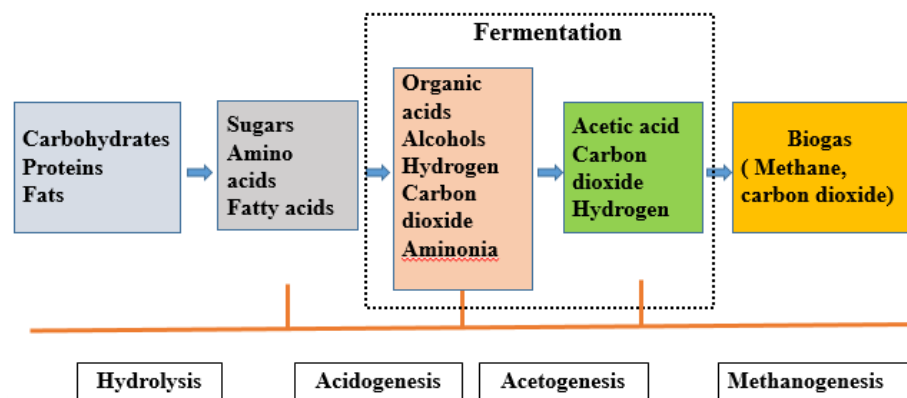 Fermentation
Carbohydrates
Proteins
Fats
Sugars
Amino
acids
Fatty acids
Organic
acids
Alcohols
Hydrogen
Carbon
dioxide
Aminonia
Acetic acid
Carbon
dioxide
Hydrogen
Biogas
( Methane,
carbon dioxide)
Hydrolysis
Acidogenesis
Acetogenesis
Methanogenesis